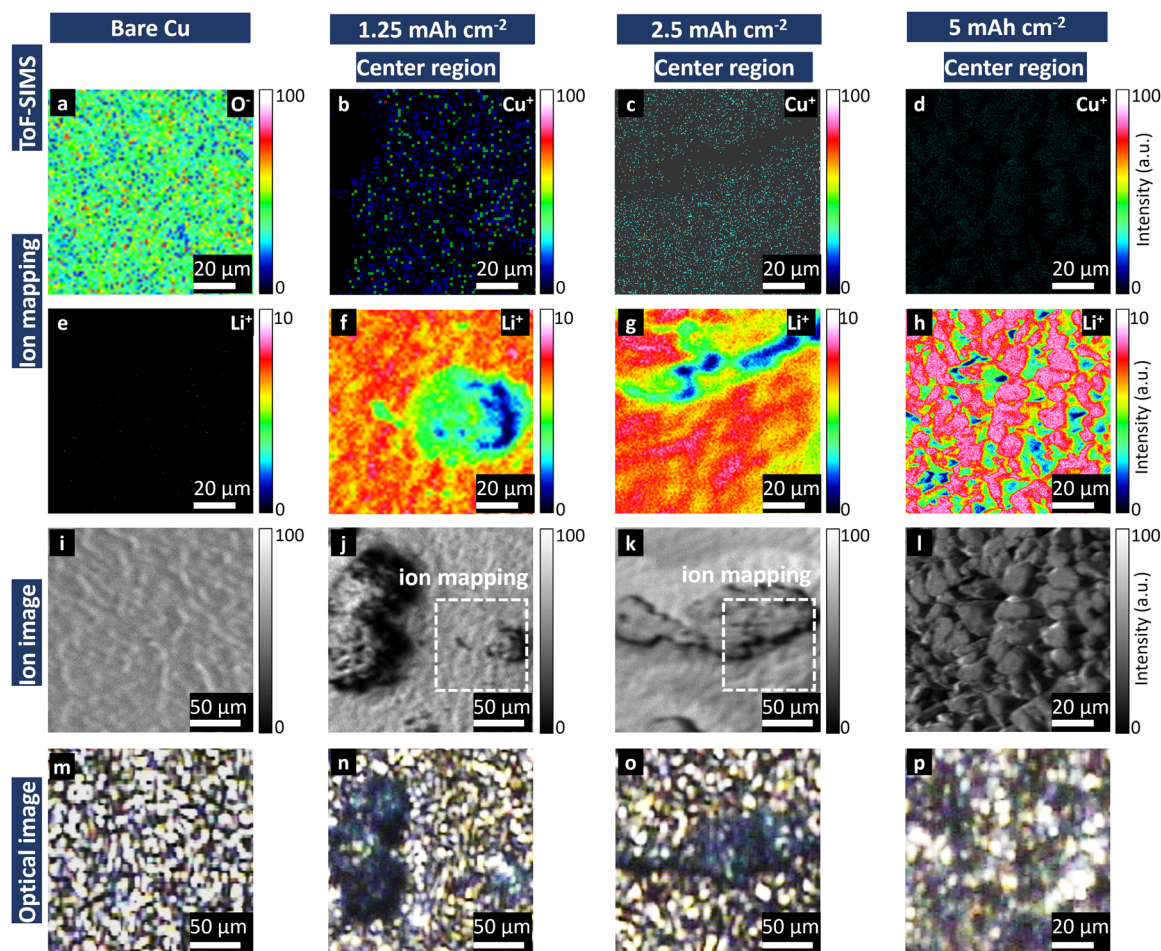 Bare Cu
1.25 mAh cm⁻²
2.5 mAh cm⁻²
5 mAh cm⁻²
Center region
Center region
Center region
ToF-SIMS
Ion mapping
a O⁻ 100 0 20 µm
b Cu⁺ 100 0 20 µm
c Cu⁺ 100 0 20 µm
d Cu⁺ 100 0 20 µm Intensity (a.u.)
e Li⁺ 10 0 20 µm
f Li⁺ 10 0 20 µm
g Li⁺ 10 0 20 µm
h Li⁺ 10 0 20 µm Intensity (a.u.)
Ion image
i 100 0 50 µm
j ion mapping 100 0 50 µm
k ion mapping 100 0 50 µm
l 100 0 20 µm Intensity (a.u.)
Optical image
m 50 µm
n 50 µm
o 50 µm
p 20 µm